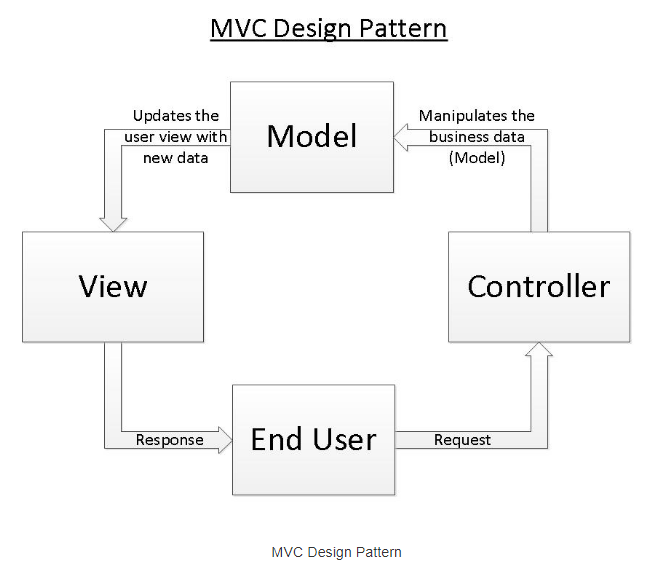 MVC Design Pattern
Updates the
user view with
new data
Model
Manipulates the
business data
(Model)
View
Controller
Response
End User
Request
MVC Design Pattern